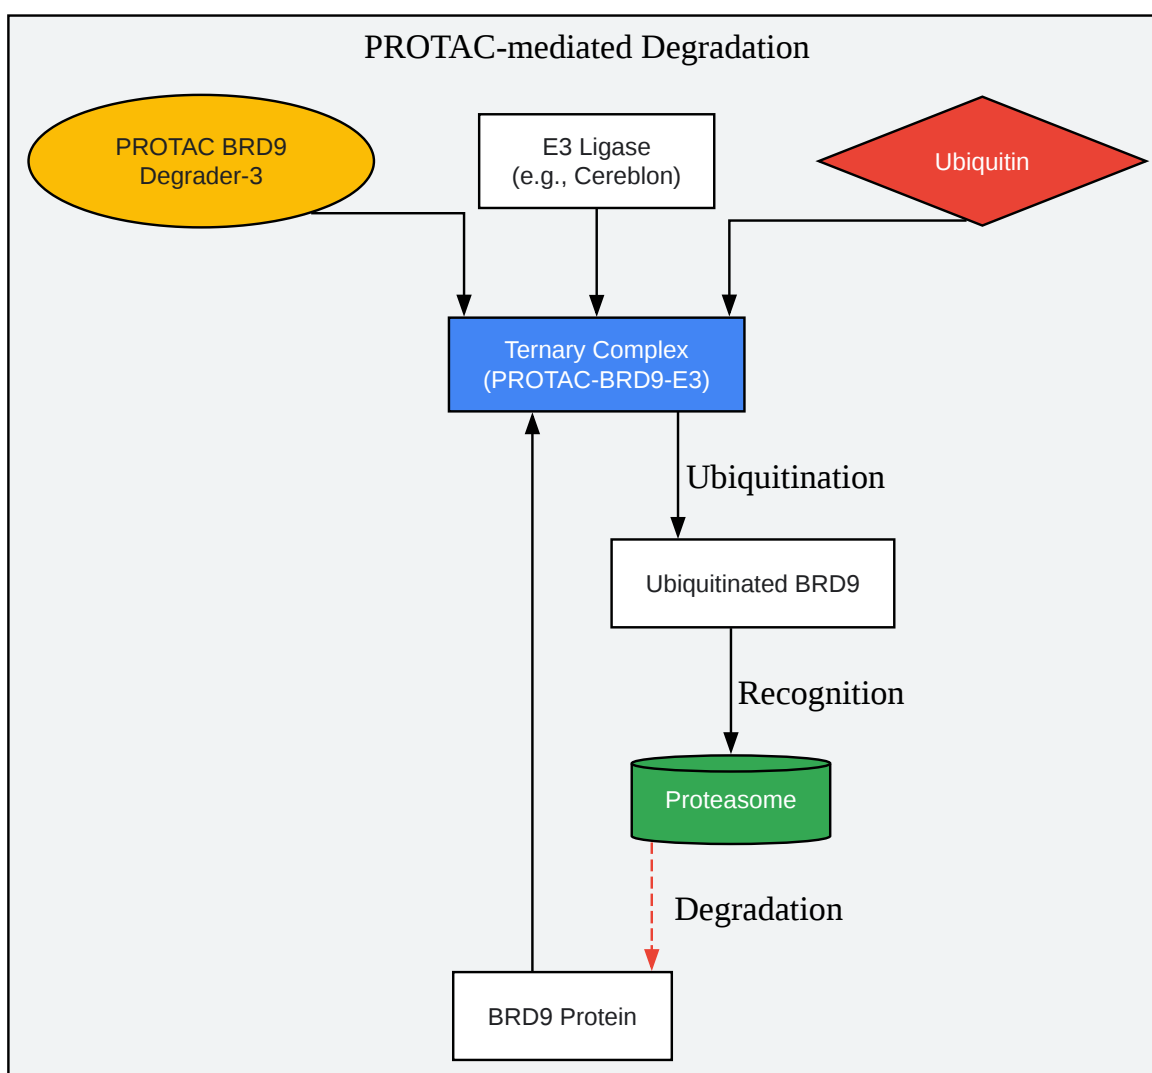 PROTAC-mediated Degradation
PROTAC BRD9
Degrader-3
E3 Ligase
(e.g., Cereblon)
Ubiquitin
Ternary Complex
(PROTAC-BRD9-E3)
Ubiquitination
Ubiquitinated BRD9
Recognition
Proteasome
Degradation
BRD9 Protein